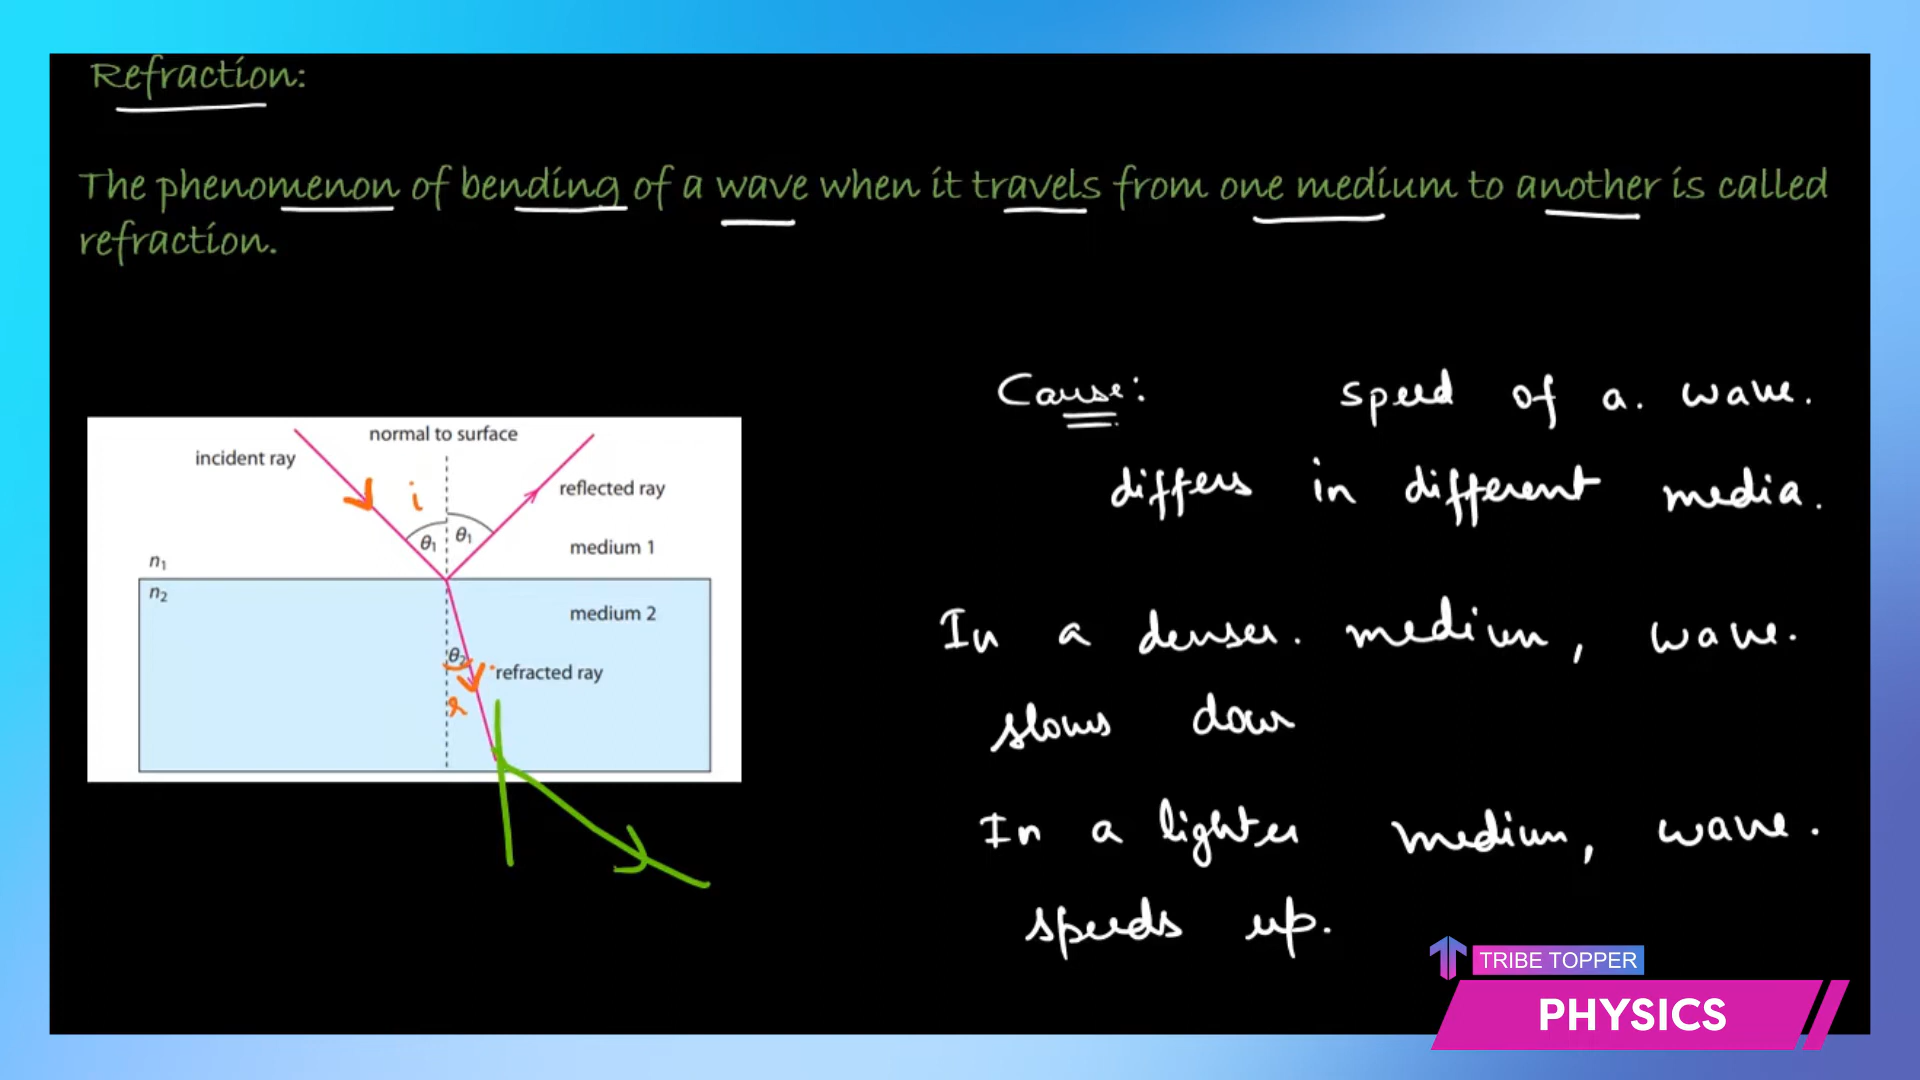 Refraction:
The phenomenon of bending of a wave when it travels from one medium to another is called
refraction.
normal to surface
incident ray
i
reflected ray
θ1 θ1
medium 1
n1
n2
medium 2
θ2
refracted ray
r
Cause: speed of a. wave.
differs in different media.
In a denser. medium, wave.
slows down
In a lighter medium, wave.
speeds up.
TRIBE TOPPER
PHYSICS